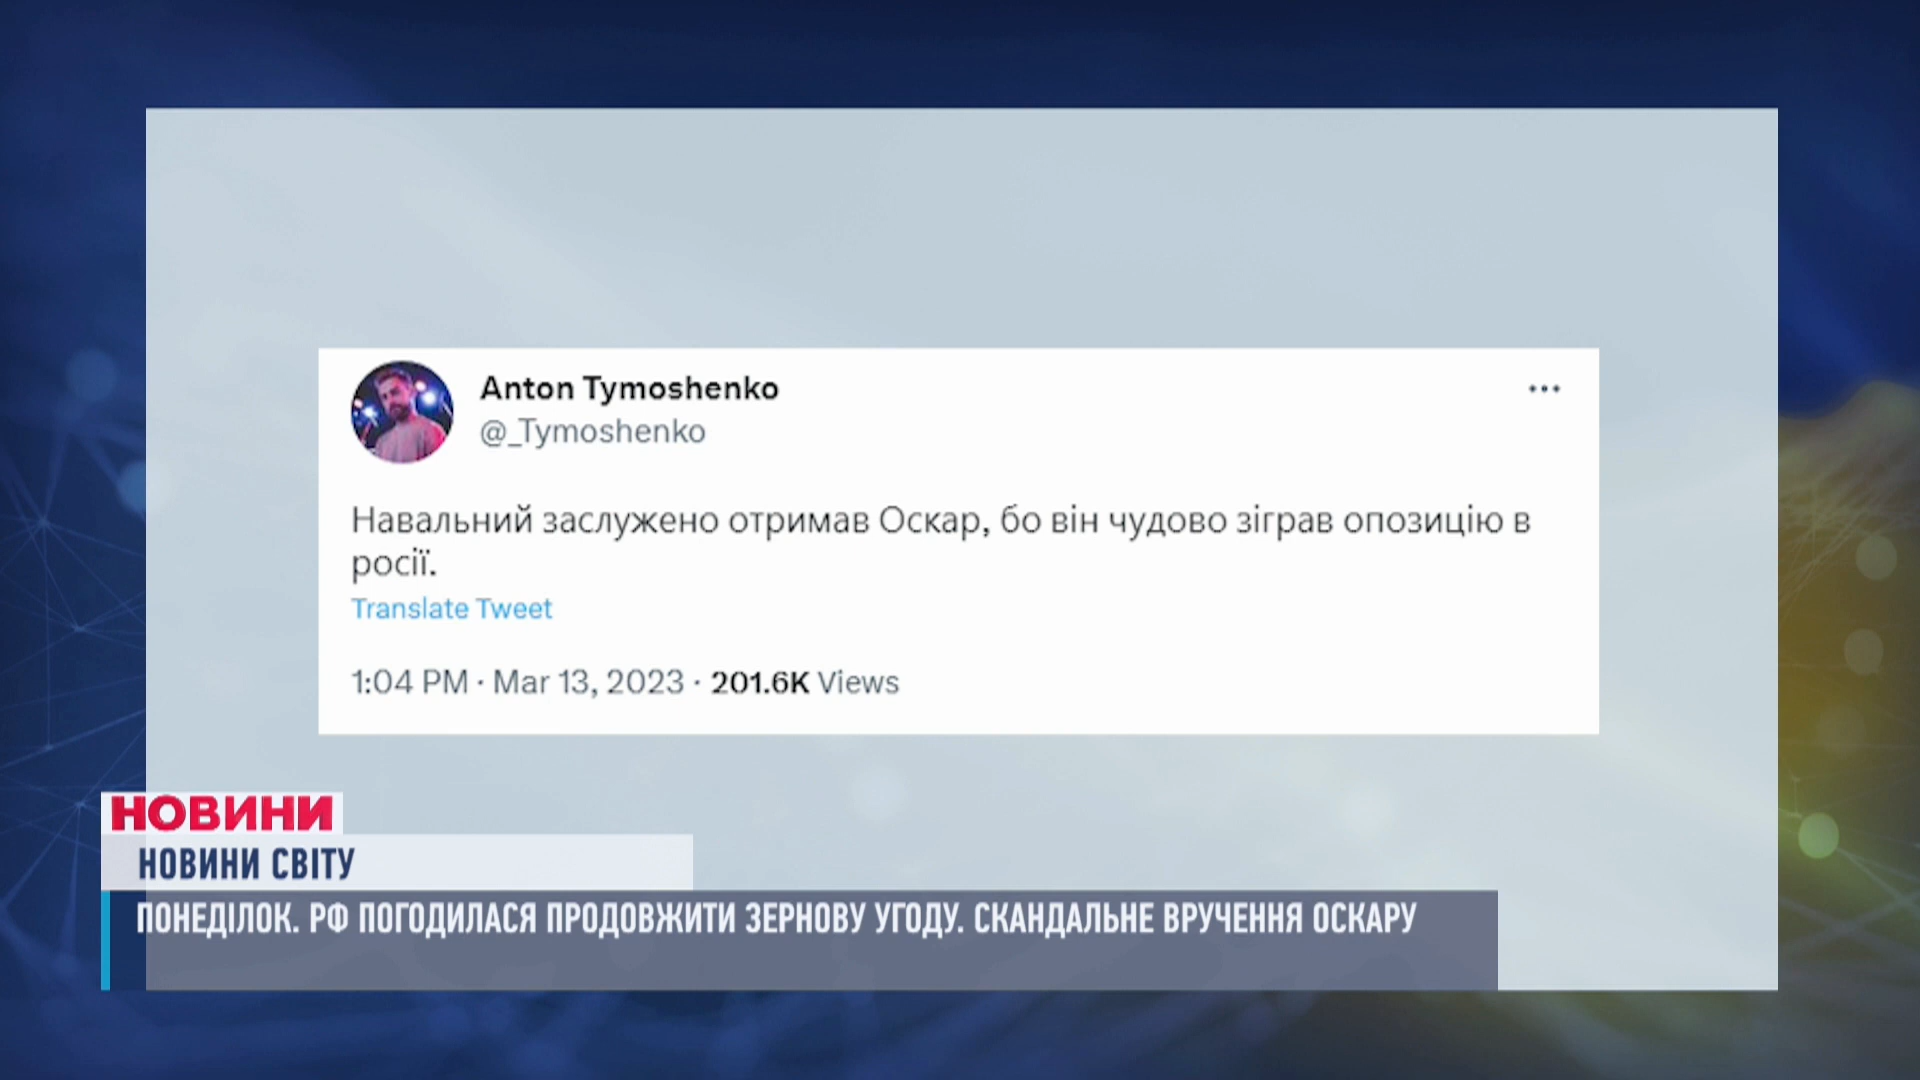 Anton Tymoshenko
@_Tymoshenko
Навальний заслужено отримав Оскар, бо він чудово зіграв опозицію в
росії.
Translate Tweet
1:04 PM · Mar 13, 2023 · 201.6K Views
НОВИНИ
НОВИНИ СВІТУ
ПОНЕДІЛОК. РФ ПОГОДИЛАСЯ ПРОДОВЖИТИ ЗЕРНОВУ УГОДУ. СКАНДАЛЬНЕ ВРУЧЕННЯ ОСКАРУ